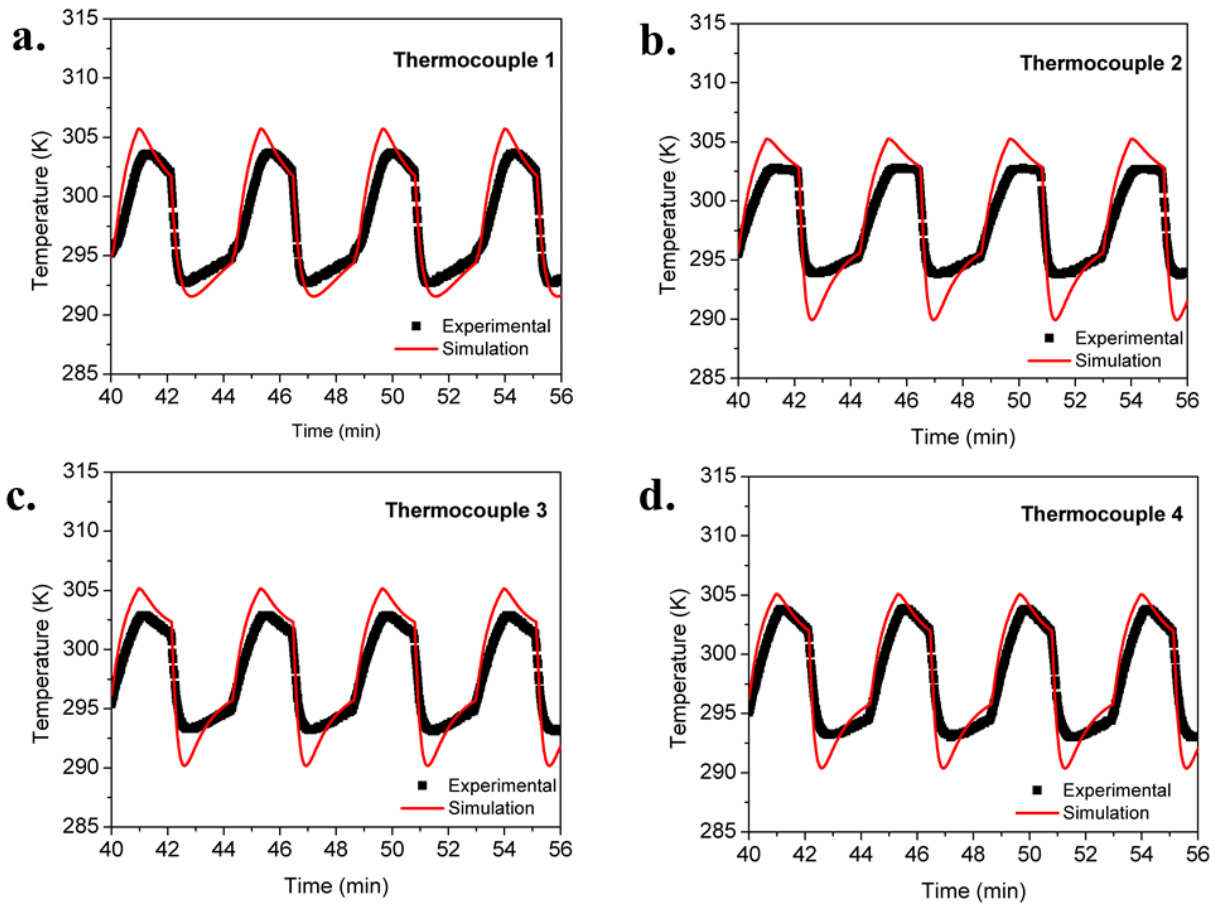 a.
Thermocouple 1
Temperature (K)
315
310
305
300
295
290
285
Experimental
Simulation
40 42 44 46 48 50 52 54 56
Time (min)
b.
Thermocouple 2
Temperature (K)
315
310
305
300
295
290
285
Experimental
Simulation
40 42 44 46 48 50 52 54 56
Time (min)
c.
Thermocouple 3
Temperature (K)
315
310
305
300
295
290
285
Experimental
Simulation
40 42 44 46 48 50 52 54 56
Time (min)
d.
Thermocouple 4
Temperature (K)
315
310
305
300
295
290
285
Experimental
Simulation
40 42 44 46 48 50 52 54 56
Time (min)